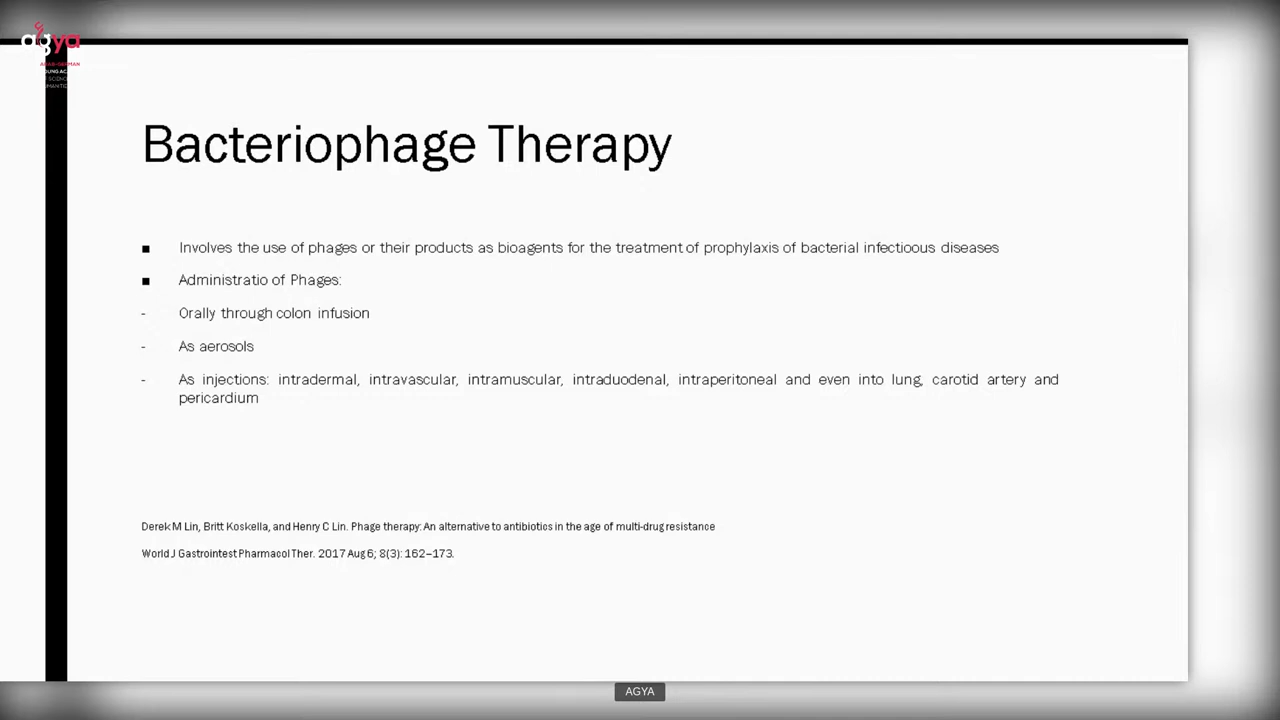 agya
ARAB-GERMAN
Bacteriophage Therapy
■ Involves the use of phages or their products as bioagents for the treatment of prophylaxis of bacterial infectioous diseases
■ Administratio of Phages:
- Orally through colon infusion
- As aerosols
- As injections: intradermal, intravascular, intramuscular, intraduodenal, intraperitoneal and even into lung, carotid artery and
pericardium
Derek M Lin, Britt Koskella, and Henry C Lin. Phage therapy: An alternative to antibiotics in the age of multi-drug resistance
World J Gastrointest Pharmacol Ther. 2017 Aug 6; 8(3): 162–173.
AGYA